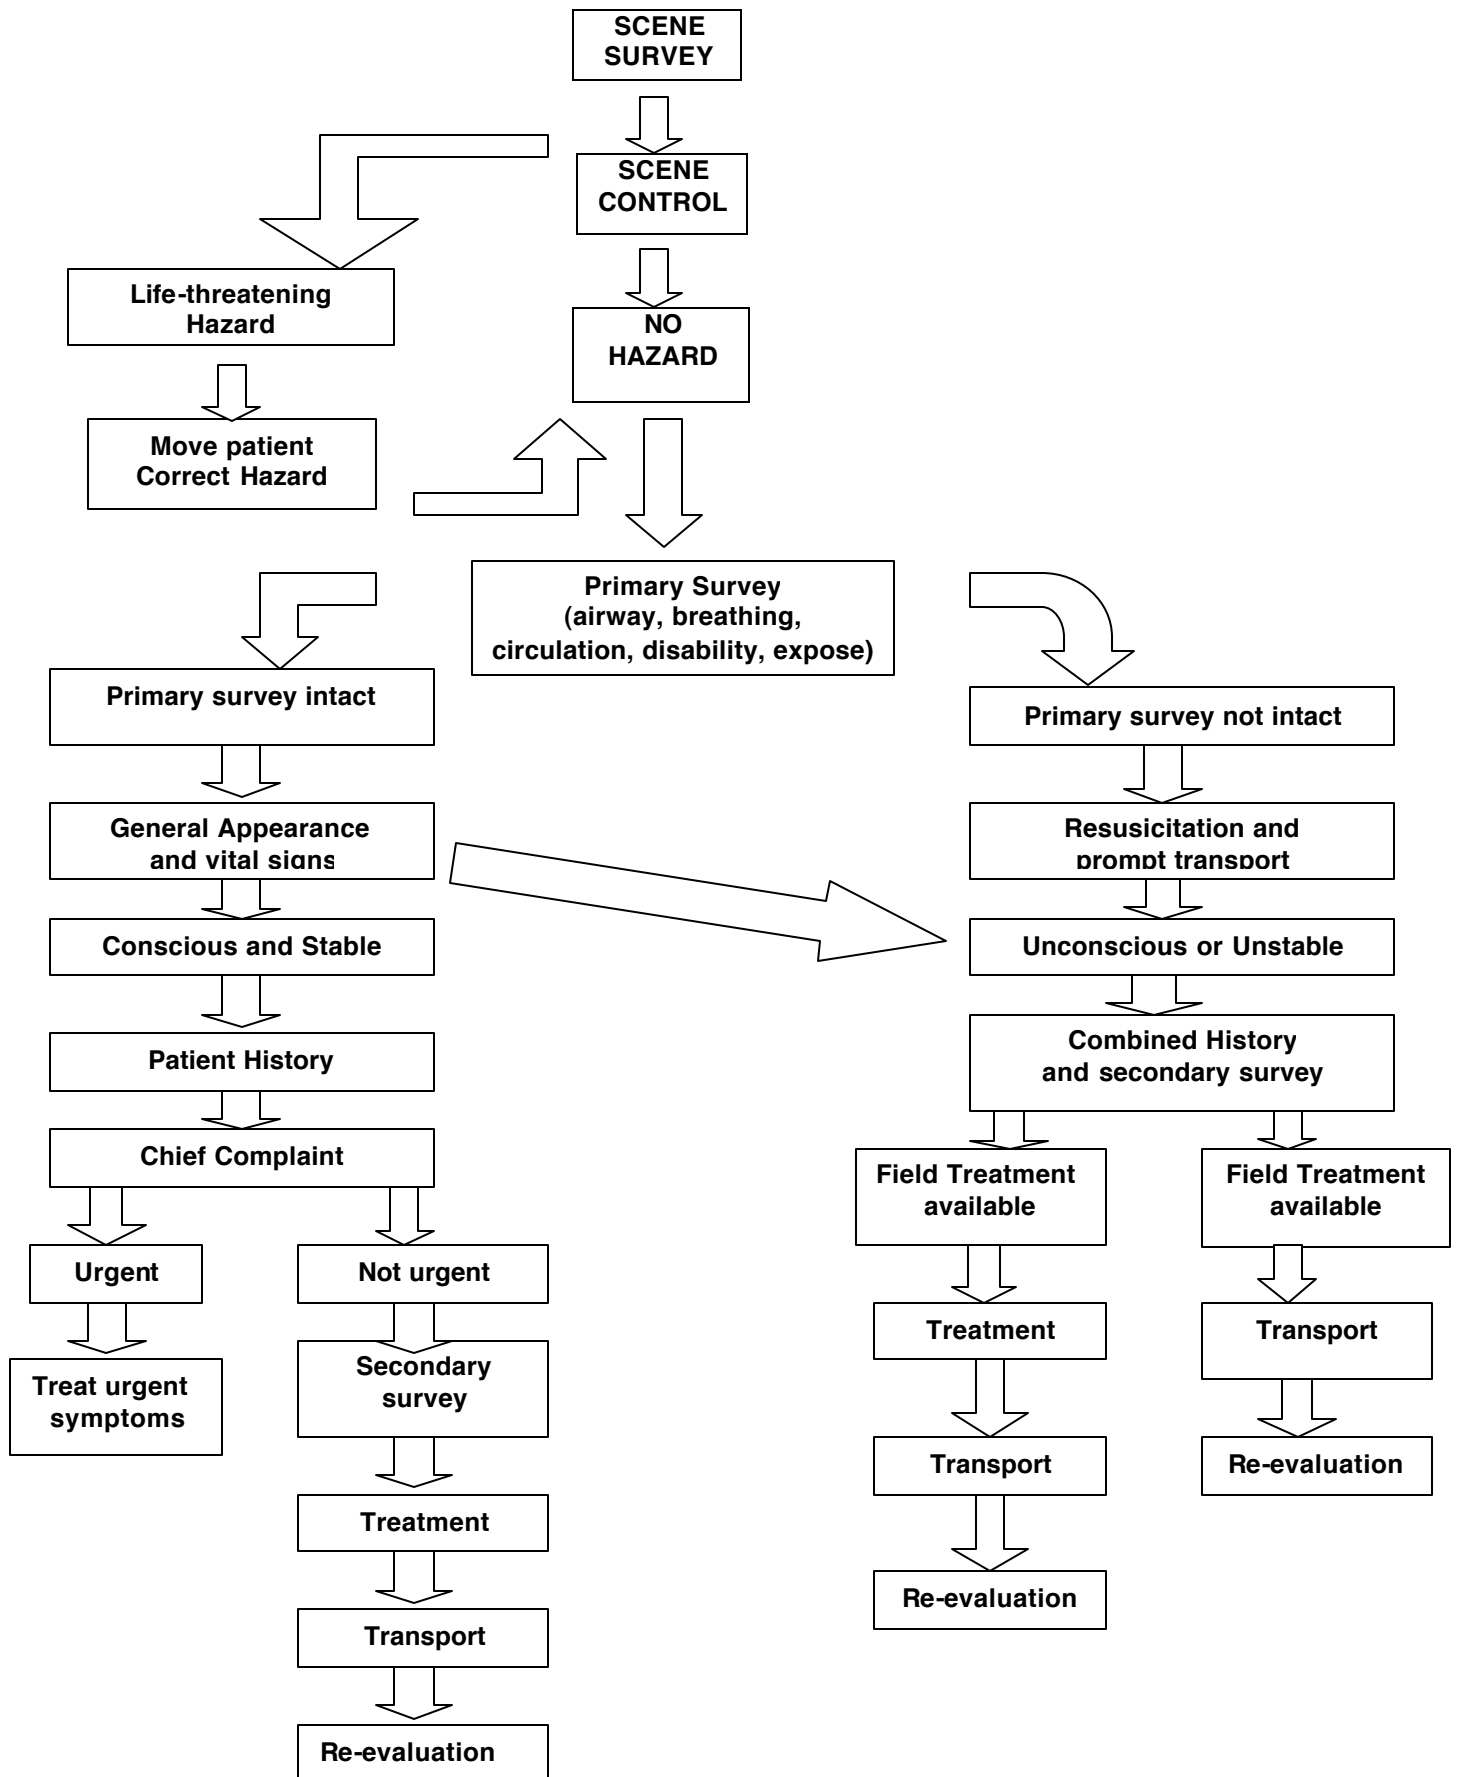 SCENE
SURVEY
SCENE
CONTROL
Life-threatening
Hazard
NO
HAZARD
Move patient
Correct Hazard
Primary Survey
(airway, breathing,
circulation, disability, expose)
Primary survey intact
Primary survey not intact
General Appearance
and vital signs
Resusicitation and
prompt transport
Conscious and Stable
Unconscious or Unstable
Patient History
Combined History
and secondary survey
Chief Complaint
Field Treatment
available
Field Treatment
available
Urgent
Not urgent
Treatment
Transport
Treat urgent
symptoms
Secondary
survey
Transport
Re-evaluation
Treatment
Re-evaluation
Transport
Re-evaluation